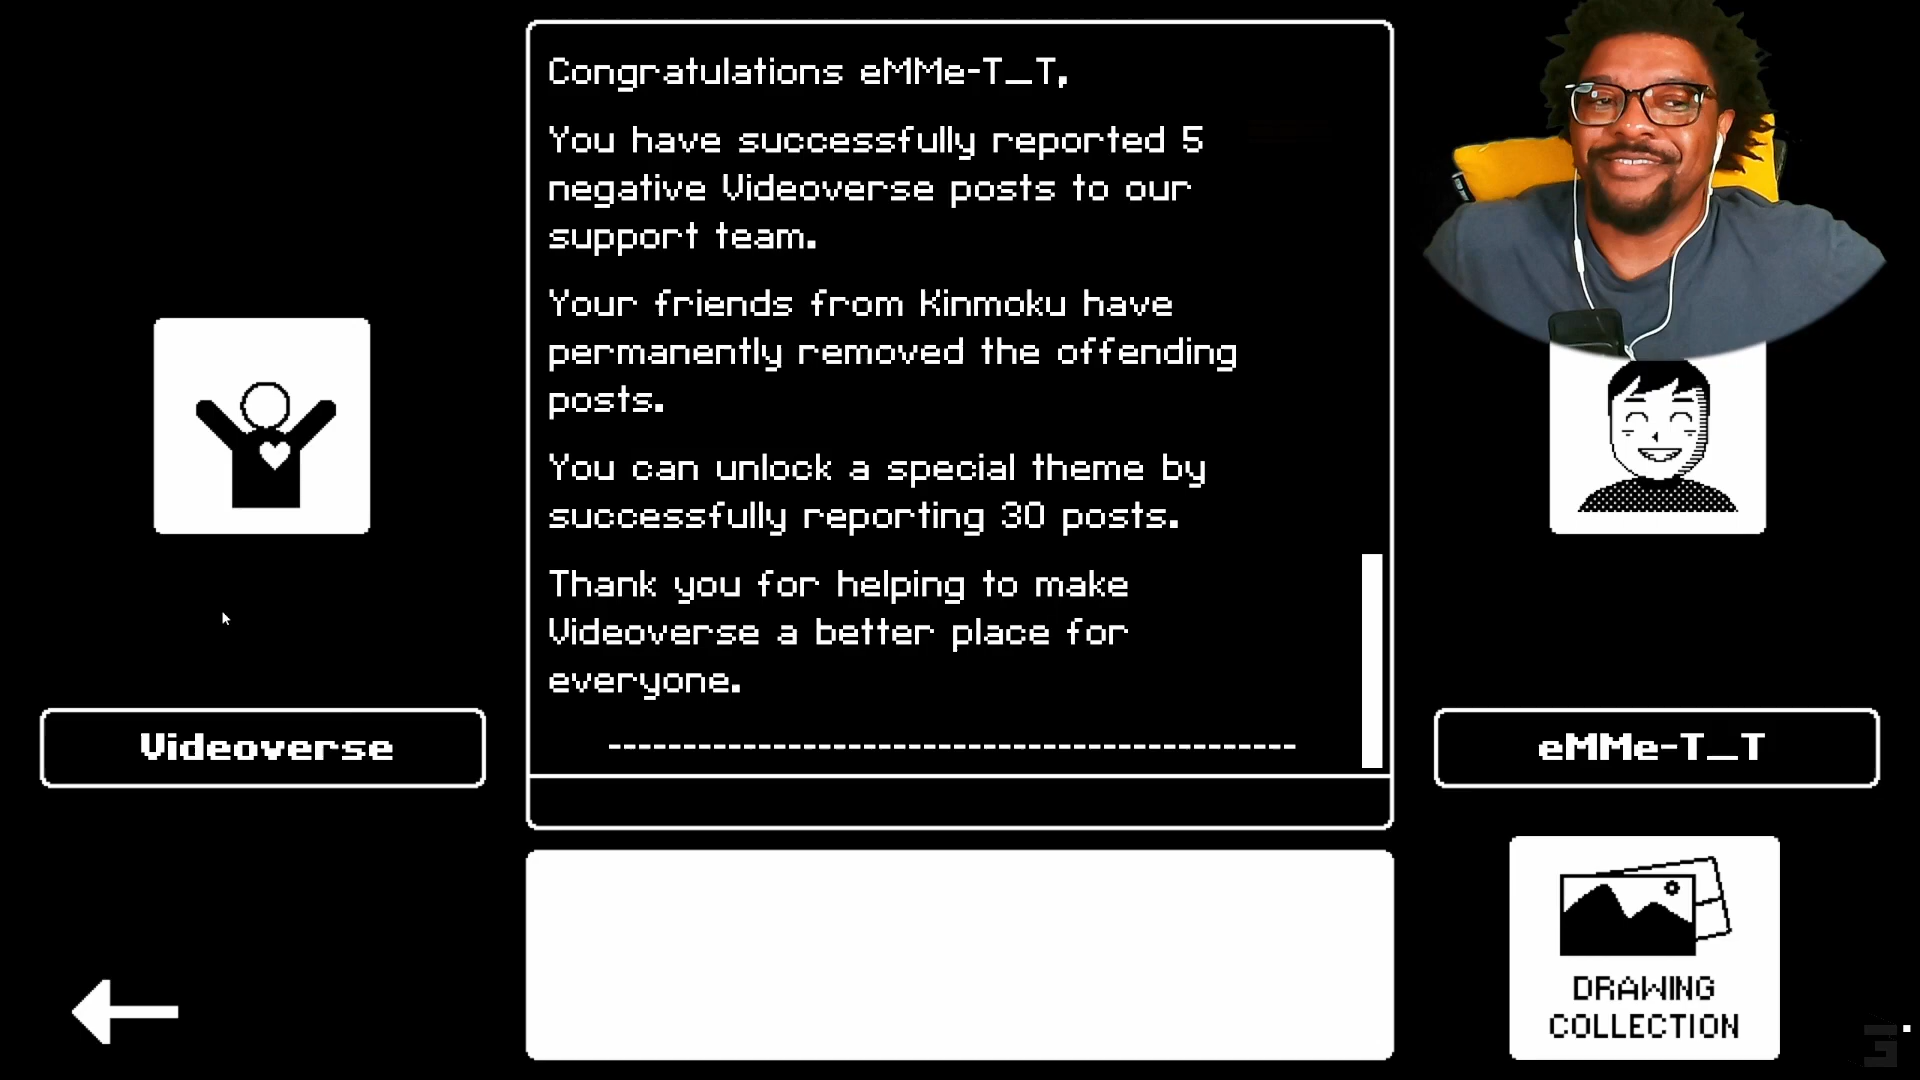 Congratulations eMMe-T_T,
You have successfully reported 5
negative Videoverse posts to our
support team.
Your friends from Kinmoku have
permanently removed the offending
posts.
You can unlock a special theme by
successfully reporting 30 posts.
Thank you for helping to make
Videoverse a better place for
everyone.
----------------------------------------------
Videoverse
eMMe-T_T
DRAWING
COLLECTION